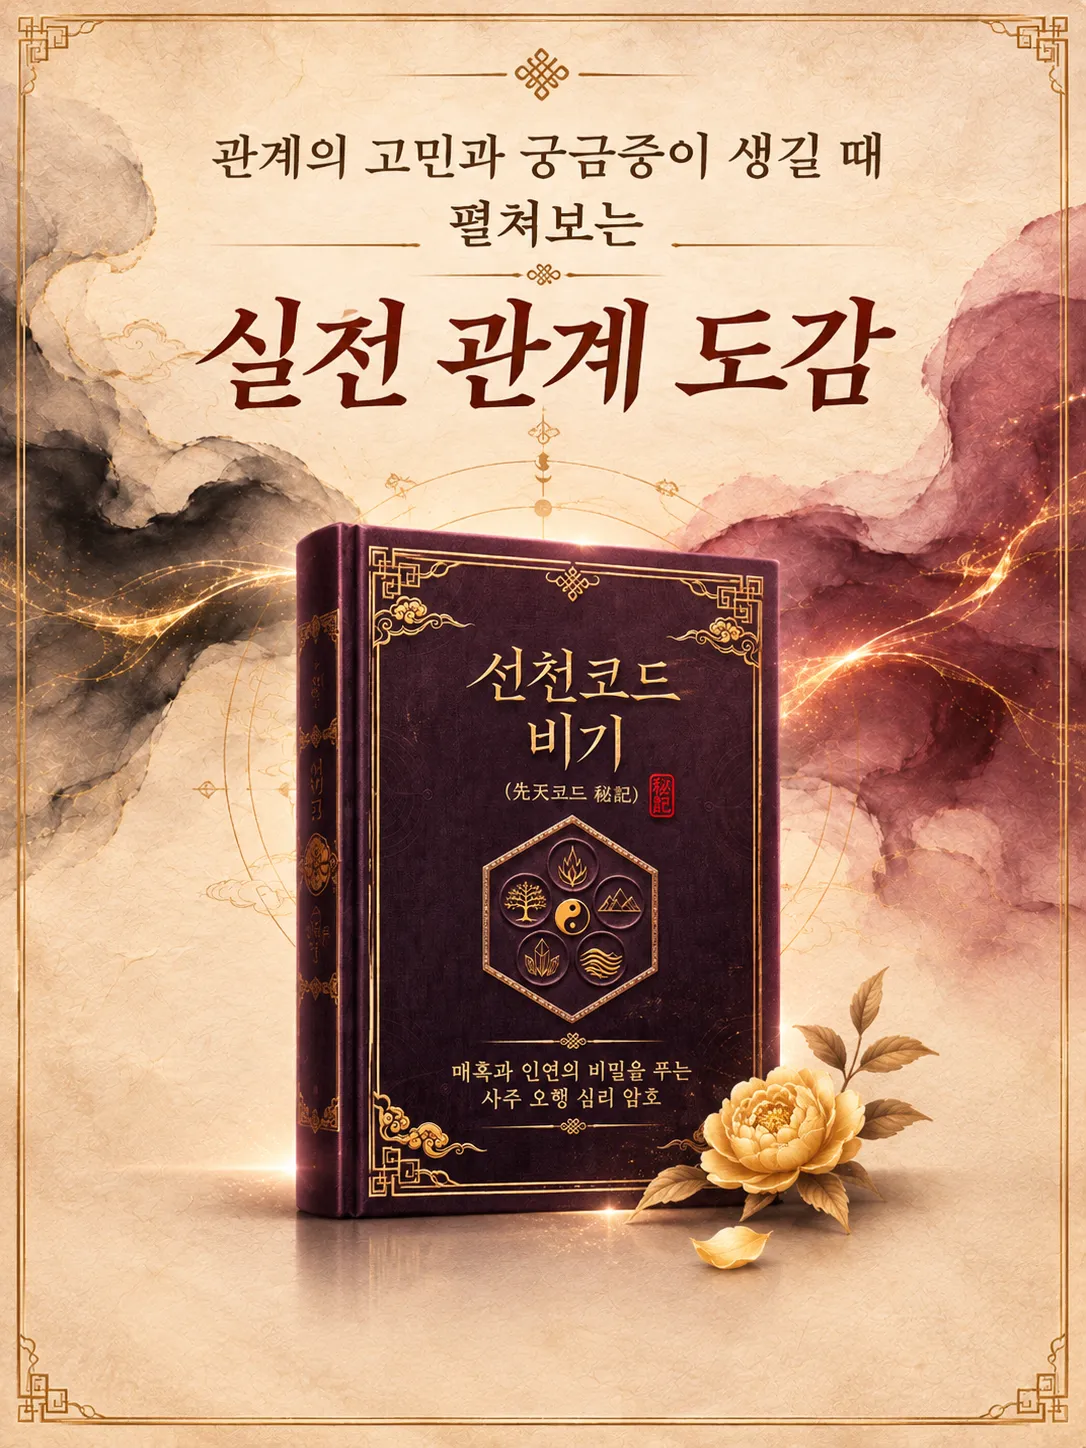 관계의 고민과 궁금증이 생길 때
펼쳐보는
실전 관계 도감
선천코드
비기
(先天코드 秘記)
秘記
매혹과 인연의 비밀을 푸는
사주 오행 심리 암호